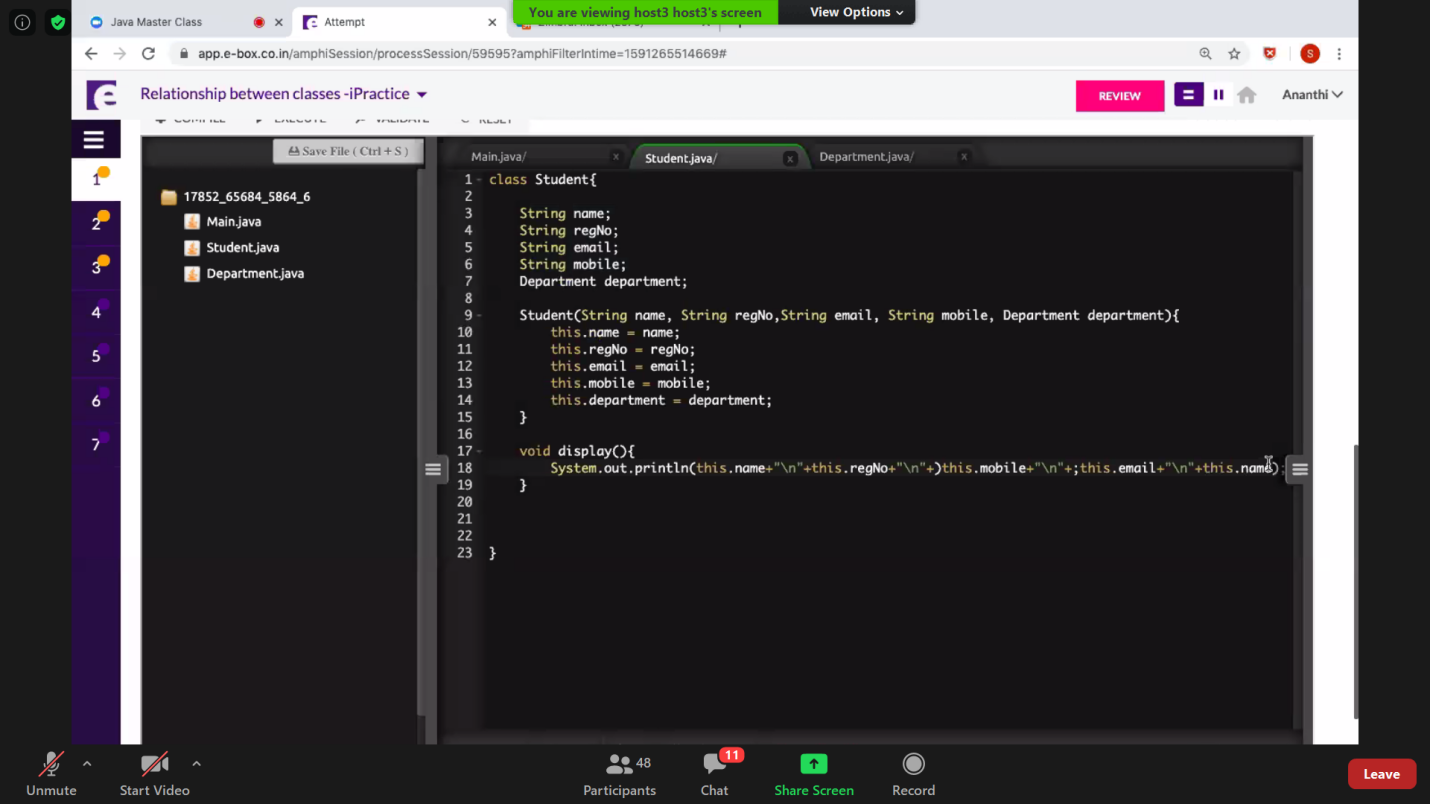 You are viewing host3 host3's screen View Options
Java Master Class
Attempt
app.e-box.co.in/amphiSession/processSession/59595?amphiFilterIntime=1591265514669#
S
Relationship between classes -iPractice
REVIEW
Ananthi
COMPILE EXECUTE VALIDATE RESET
Save File ( Ctrl + S )
Main.java/ x
Student.java/ x
Department.java/ x
1
2
3
4
5
6
7
17852_65684_5864_6
Main.java
Student.java
Department.java
1 class Student{
2
3 String name;
4 String regNo;
5 String email;
6 String mobile;
7 Department department;
8
9 Student(String name, String regNo,String email, String mobile, Department department){
10 this.name = name;
11 this.regNo = regNo;
12 this.email = email;
13 this.mobile = mobile;
14 this.department = department;
15 }
16
17 void display(){
18 System.out.println(this.name+"\n"+this.regNo+"\n"+)this.mobile+"\n"+;this.email+"\n"+this.name);
19 }
20
21
22
23 }
Unmute
Start Video
48
Participants
11
Chat
Share Screen
Record
Leave